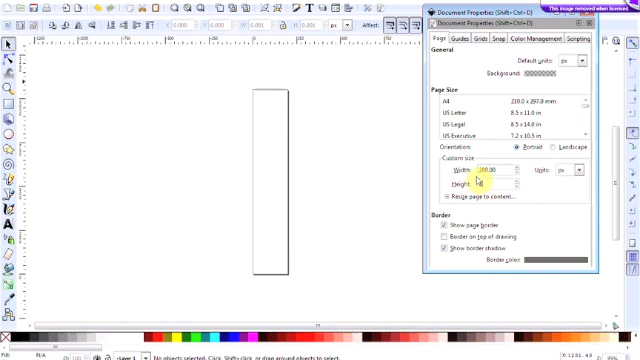 This image removed when licensed
Document Properties (Shift+Ctrl+D)
Document Properties (Shift+Ctrl+D)
X: 0.000 Y: 0.000 W: 0.001 H: 0.001 px Affect:
Page Guides Grids Snap Color Management Scripting
General
Default units: px
Background:
Page Size
A4 210.0 x 297.0 mm
US Letter 8.5 x 11.0 in
US Legal 8.5 x 14.0 in
US Executive 7.2 x 10.5 in
Orientation: Portrait Landscape
Custom size
Width: 200.00 Units: px
Height:
Resize page to content...
Border
Show page border
Border on top of drawing
Show border shadow
Border color:
Fill: N/A
O: 100
Layer 1
No objects selected. Click, Shift+click, or drag around objects to select.